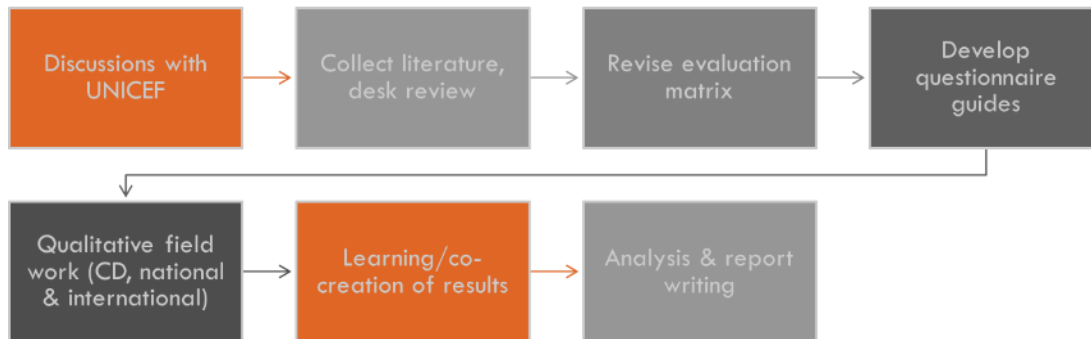 Discussions with
UNICEF
Collect literature,
desk review
Revise evaluation
matrix
Develop
questionnaire
guides
Qualitative field
work (CD, national
& international)
Learning/co-
creation of results
Analysis & report
writing